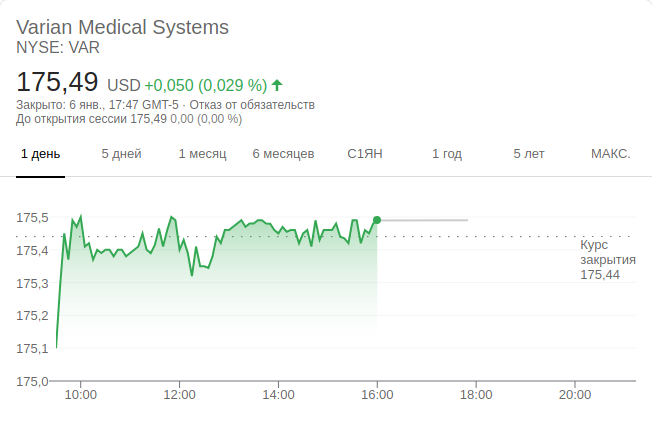 Varian Medical Systems
NYSE: VAR
175,49 USD +0,050 (0,029 %)
Закрыто: 6 янв., 17:47 GMT-5 · Отказ от обязательств
До открытия сессии 175,49 0,00 (0,00 %)
1 день 5 дней 1 месяц 6 месяцев С1ЯН 1 год 5 лет МАКС.
175,5
175,4
175,3
175,2
175,1
175,0
Курс
закрытия
175,44
10:00 12:00 14:00 16:00 18:00 20:00